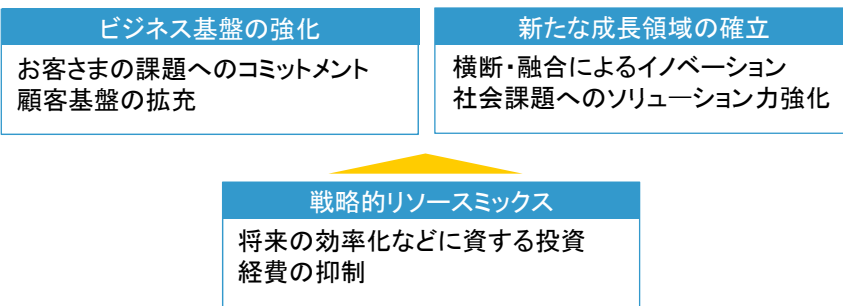 ビジネス基盤の強化
お客さまの課題へのコミットメント
顧客基盤の拡充
新たな成長領域の確立
横断・融合によるイノベーション
社会課題へのソリューション力強化
戦略的リソースミックス
将来の効率化などに資する投資
経費の抑制